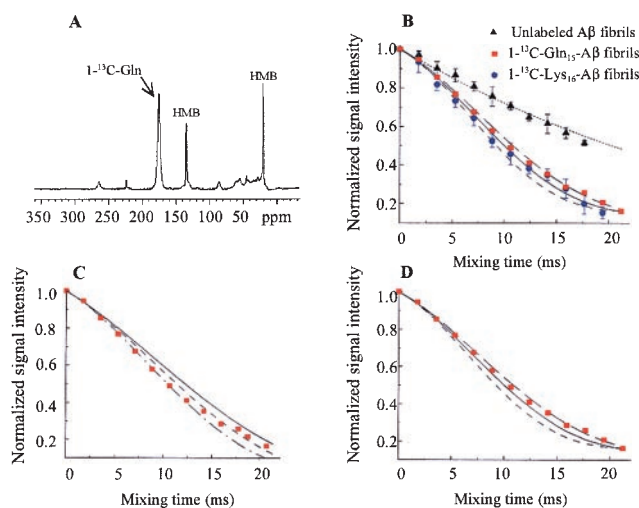 A
1-¹³C-Gln
HMB
HMB
350 300 250 200 150 100 50 ppm
B
Unlabeled Aβ fibrils
1-¹³C-Gln₁₅-Aβ fibrils
1-¹³C-Lys₁₆-Aβ fibrils
Normalized signal intensity
1.0
0.8
0.6
0.4
0.2
0 5 10 15 20
Mixing time (ms)
C
Normalized signal intensity
1.0
0.8
0.6
0.4
0.2
0 5 10 15 20
Mixing time (ms)
D
Normalized signal intensity
1.0
0.8
0.6
0.4
0.2
0 5 10 15 20
Mixing time (ms)